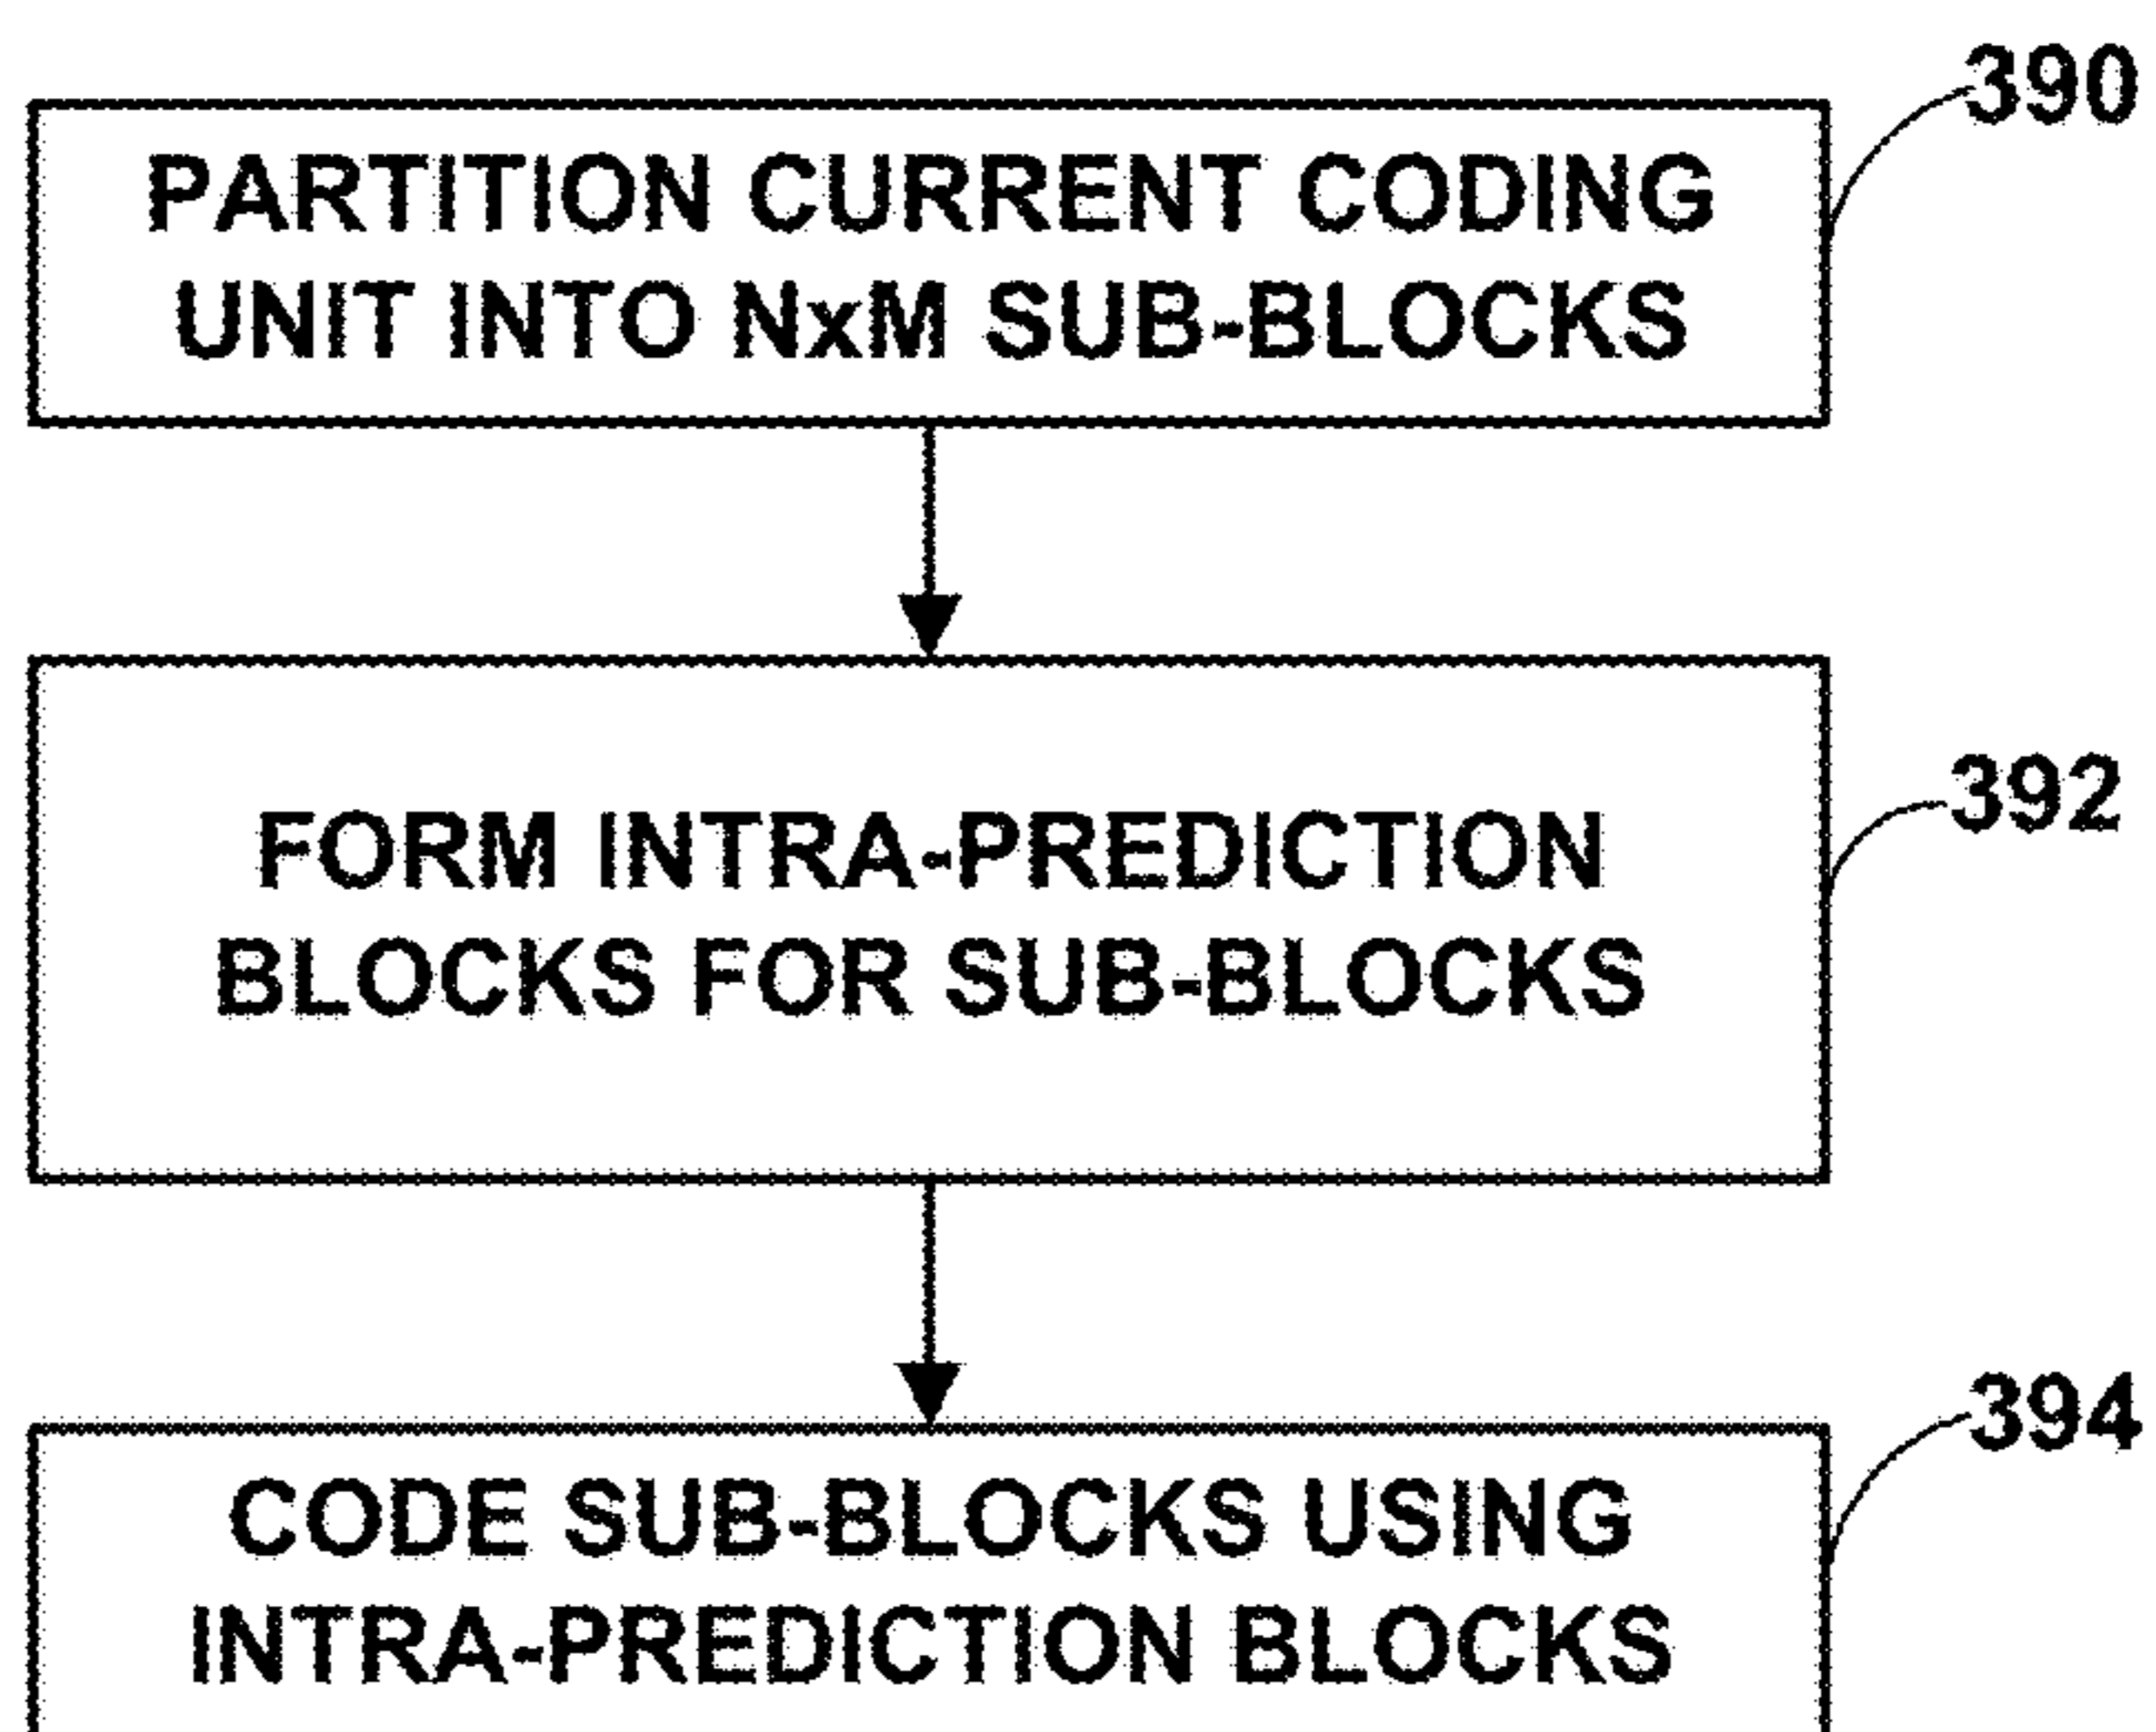 390
PARTITION CURRENT CODING
UNIT INTO NxM SUB-BLOCKS
392
FORM INTRA-PREDICTION
BLOCKS FOR SUB-BLOCKS
394
CODE SUB-BLOCKS USING
INTRA-PREDICTION BLOCKS